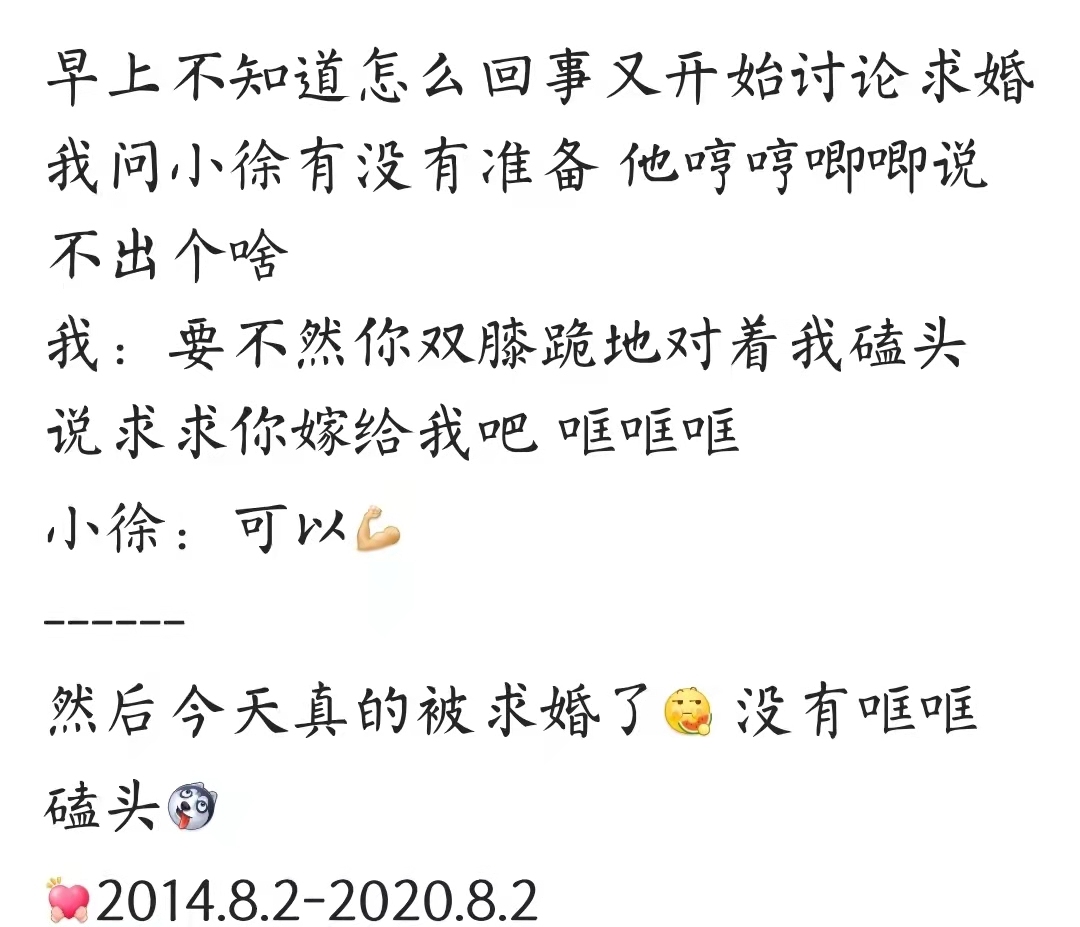 早上不知道怎么回事又开始讨论求婚
我问小徐有没有准备 他哼哼唧唧说
不出个啥
我：要不然你双膝跪地对着我磕头
说求求你嫁给我吧 哐哐哐
小徐：可以💪
------
然后今天真的被求婚了 没有哐哐
磕头
2014.8.2-2020.8.2